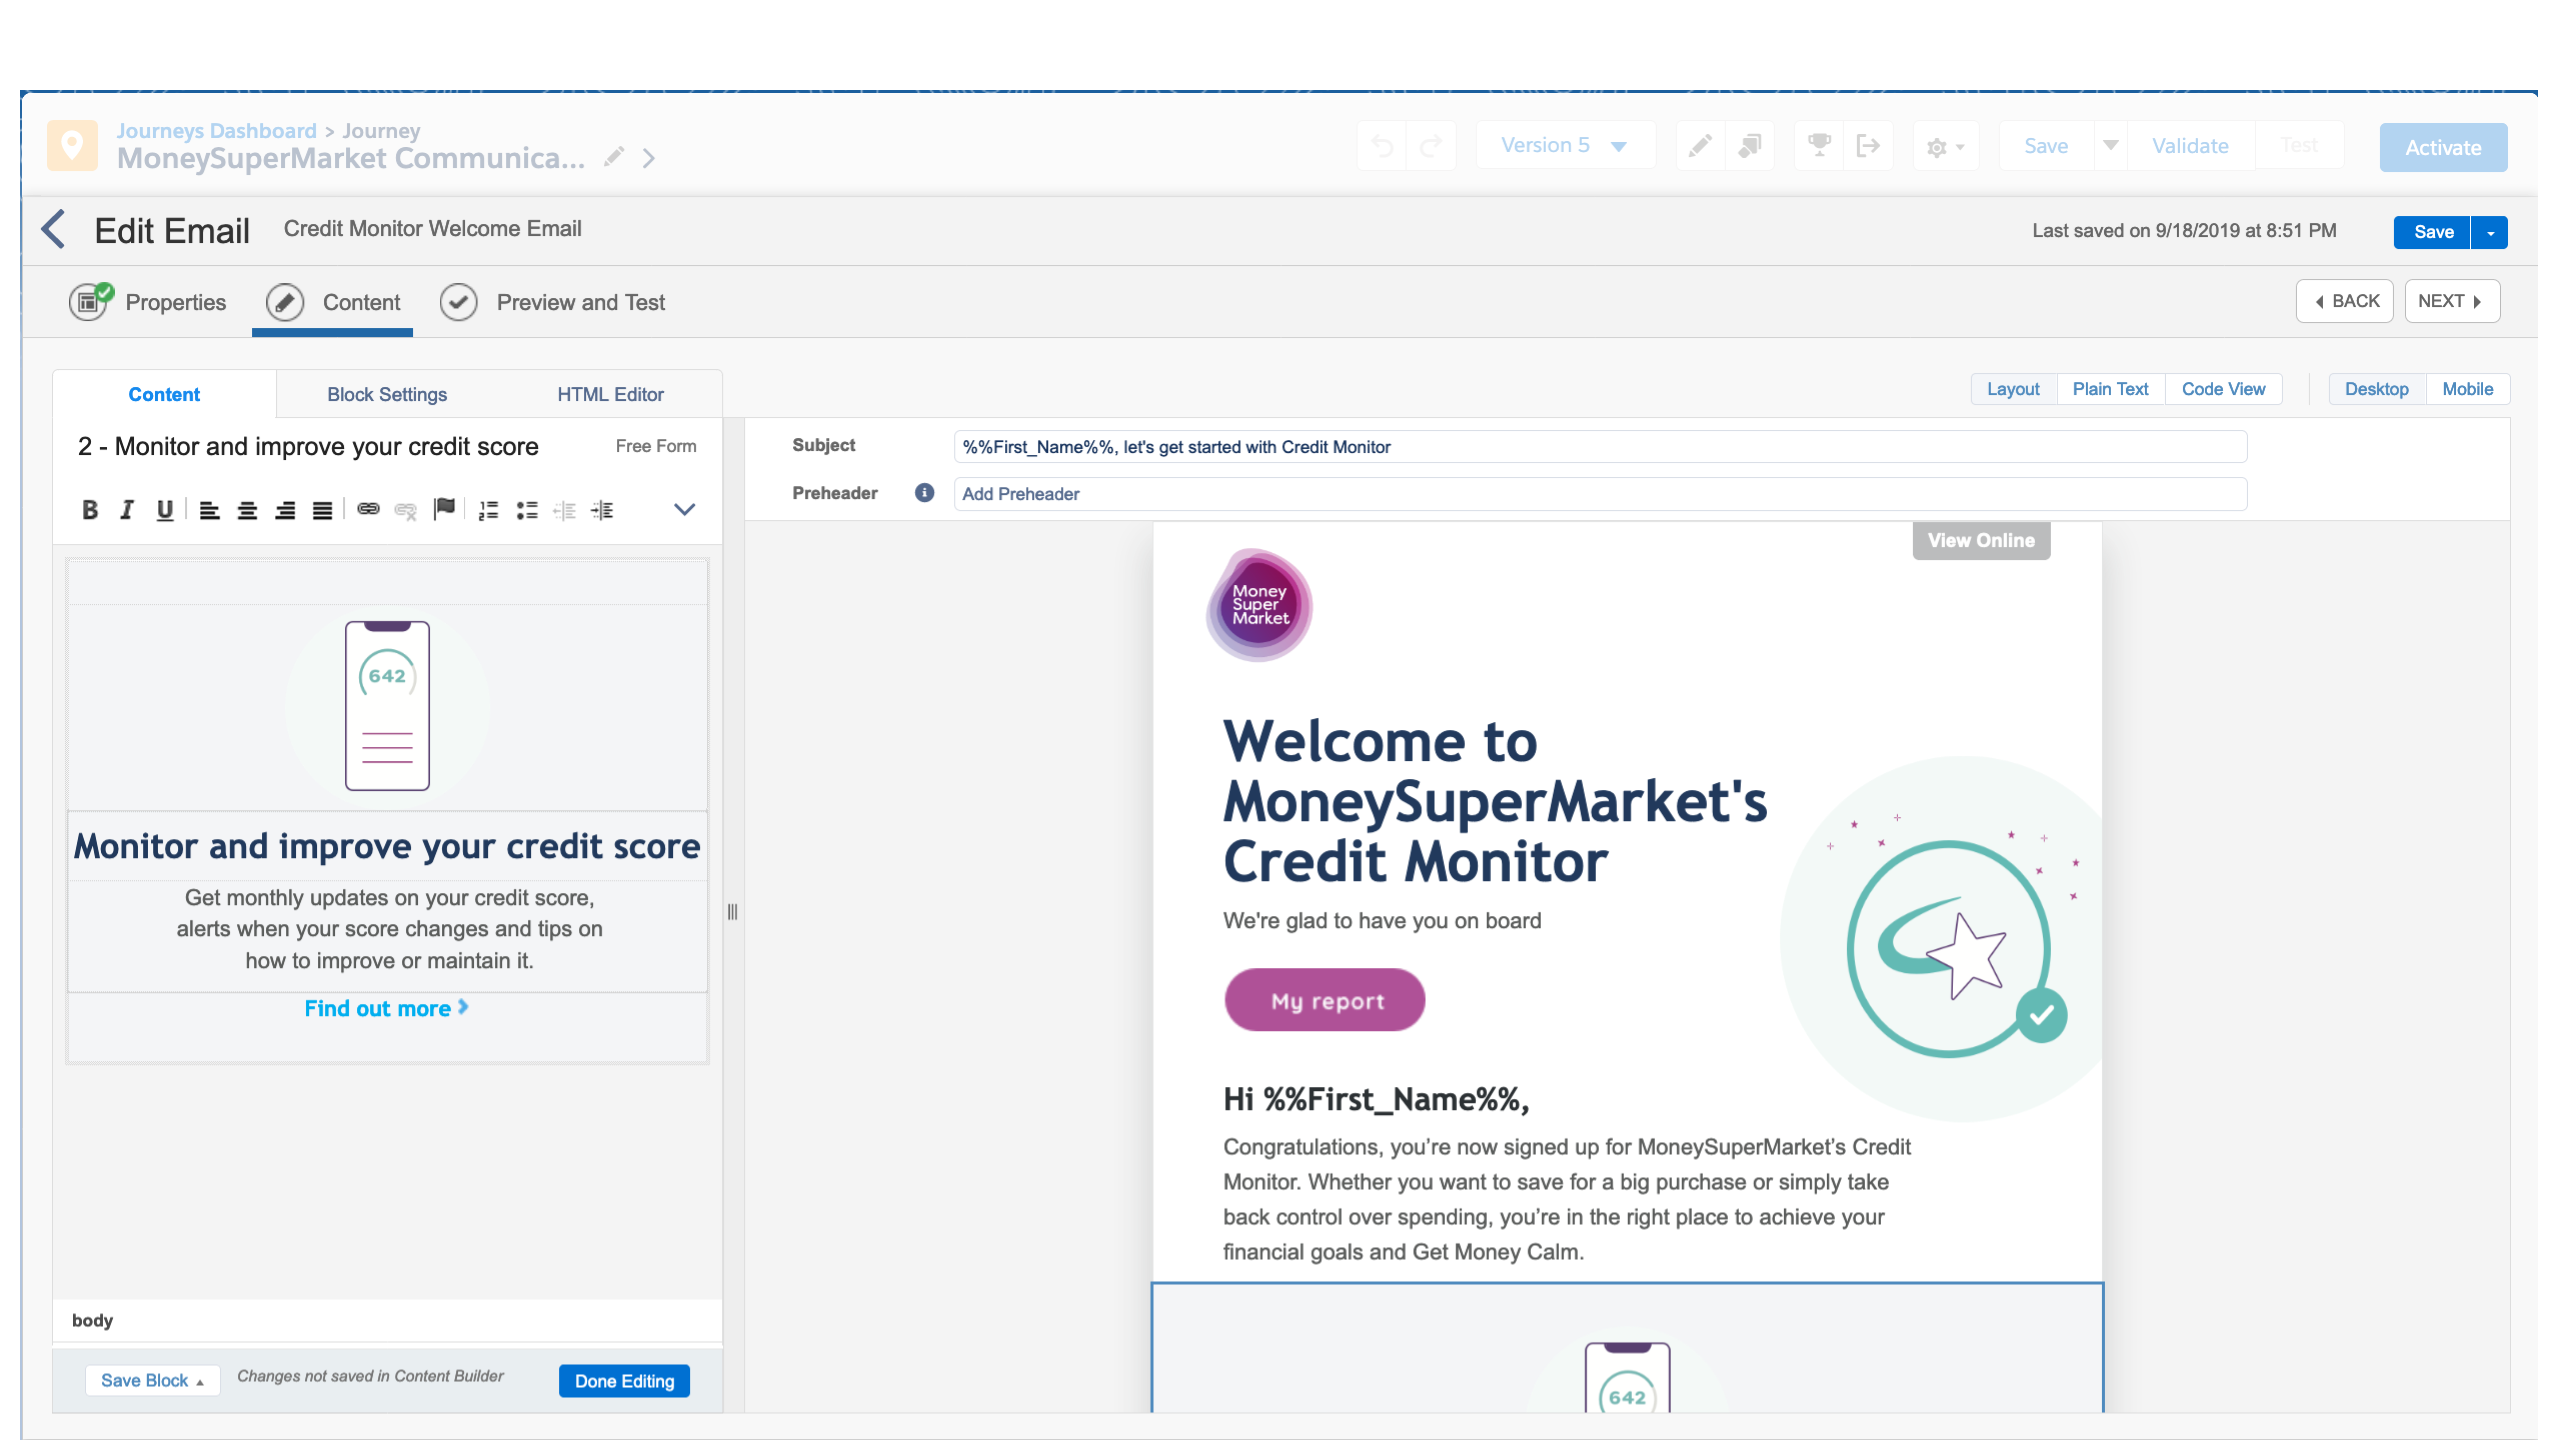 Journeys Dashboard > Journey
MoneySuperMarket Communica...
Version 5
Save
Validate
Test
Activate
Edit Email
Credit Monitor Welcome Email
Last saved on 9/18/2019 at 8:51 PM
Save
Properties
Content
Preview and Test
BACK
NEXT
Content
Block Settings
HTML Editor
Layout
Plain Text
Code View
Desktop
Mobile
2 - Monitor and improve your credit score
Free Form
B I U
642
Monitor and improve your credit score
Get monthly updates on your credit score,
alerts when your score changes and tips on
how to improve or maintain it.
Find out more
body
Save Block
Changes not saved in Content Builder
Done Editing
Subject
%%First_Name%%, let's get started with Credit Monitor
Preheader
Add Preheader
View Online
Money
Super
Market
Welcome to
MoneySuperMarket's
Credit Monitor
We're glad to have you on board
My report
Hi %%First_Name%%,
Congratulations, you’re now signed up for MoneySuperMarket’s Credit
Monitor. Whether you want to save for a big purchase or simply take
back control over spending, you’re in the right place to achieve your
financial goals and Get Money Calm.
642